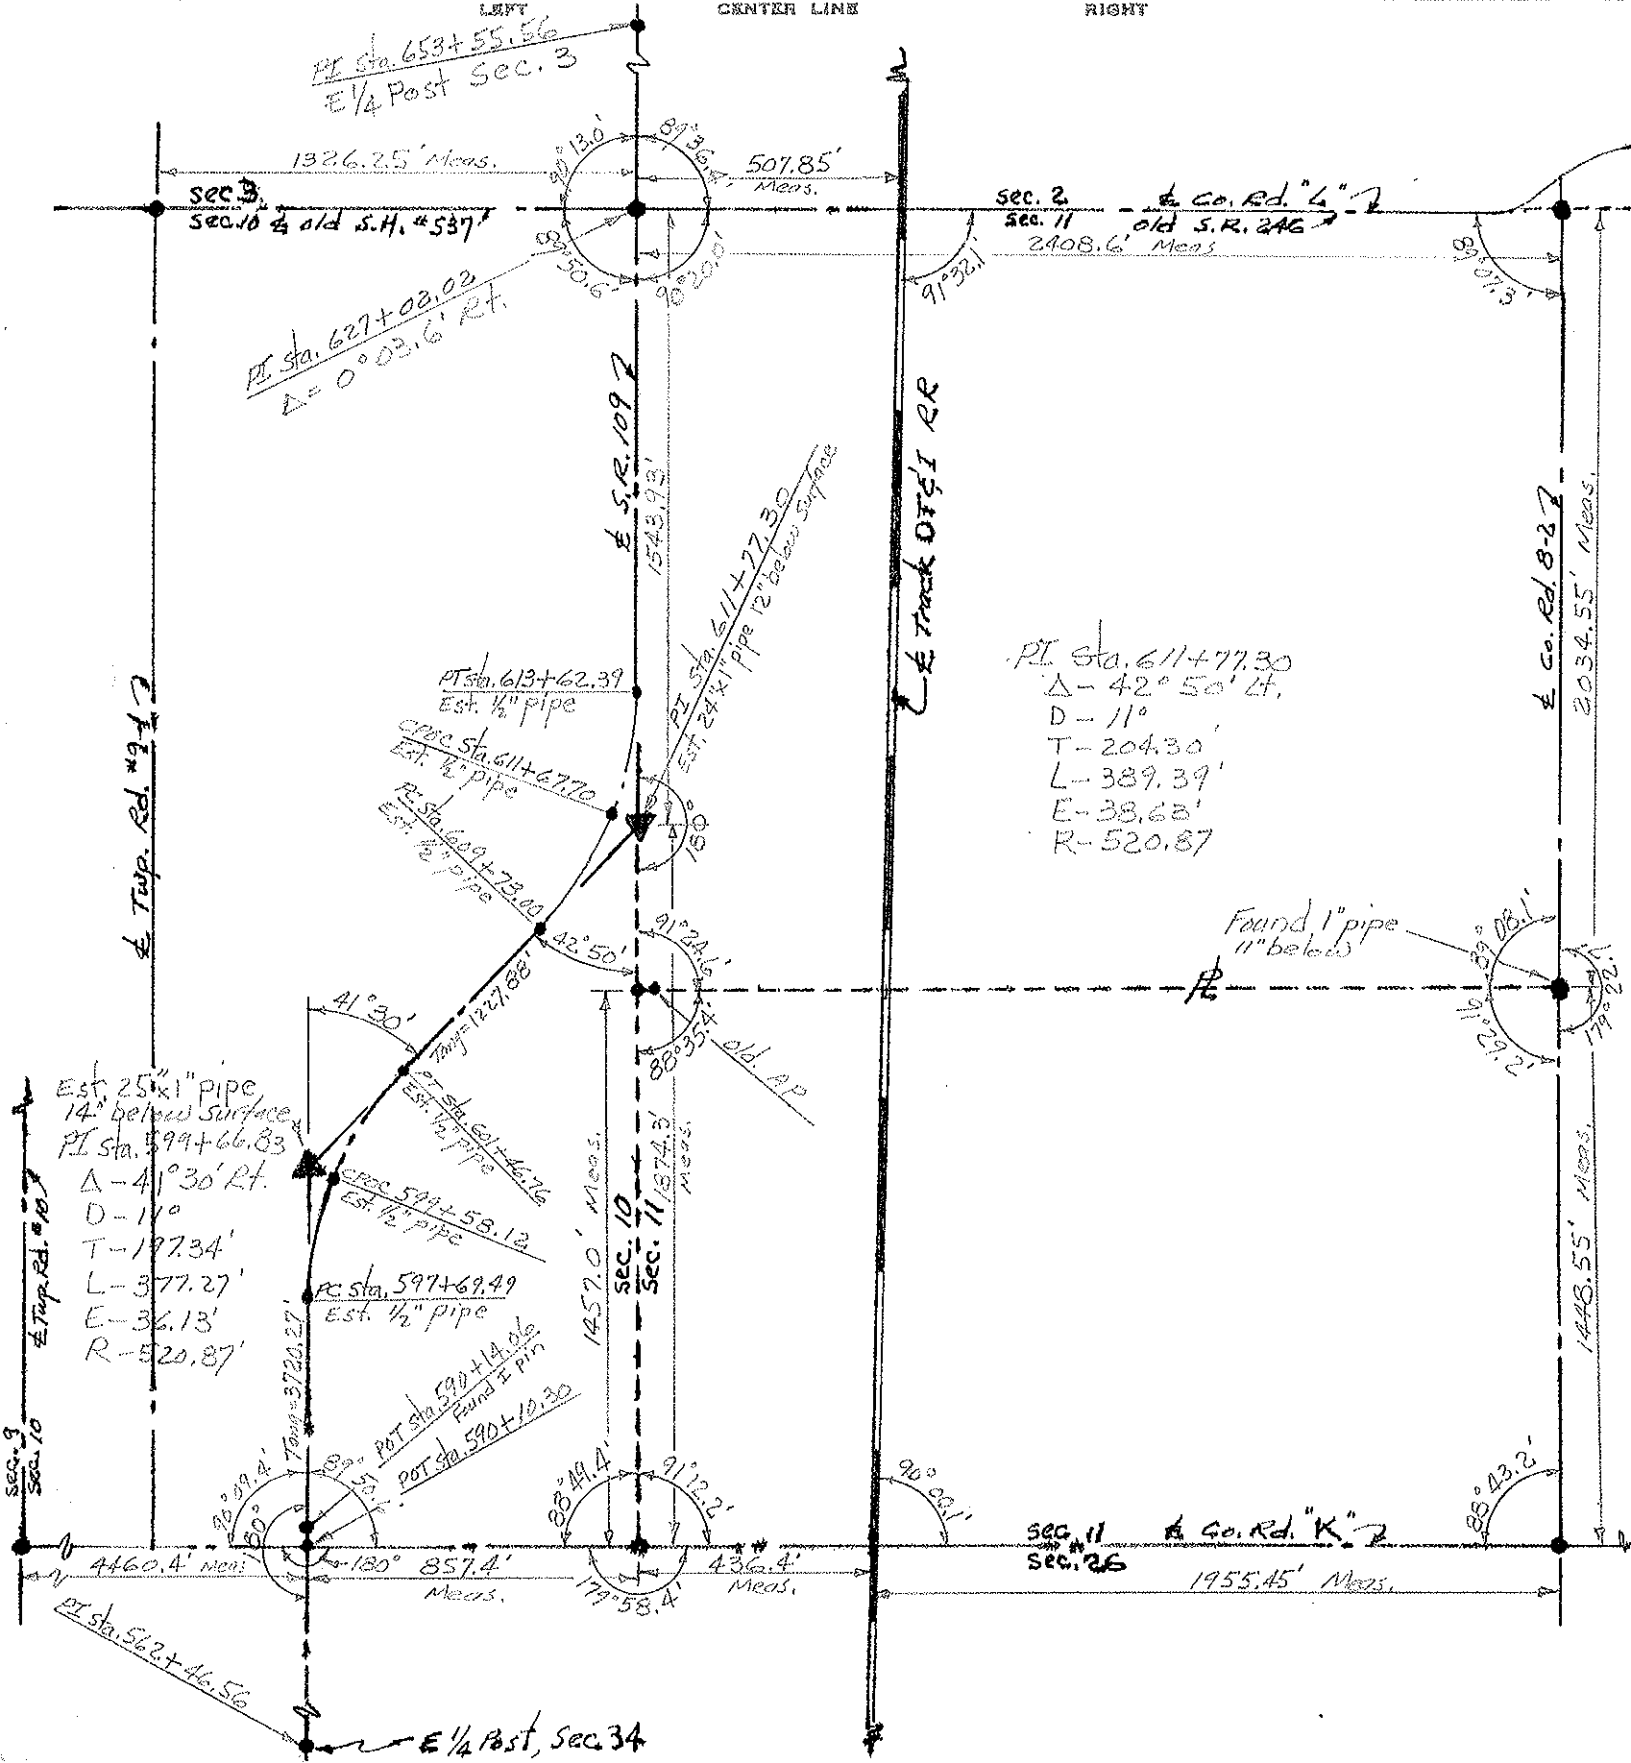 LEFT
CENTER LINE
RIGHT
PI Sta. 653+55.56
E 1/4 Post Sec. 3
1326.25' Meas.
90°13.0'
89°36.4'
507.85'
Meas.
sec. 3
sec. 10 ℄ old S.H. #537
sec. 2
sec. 11
℄ Co. Rd. "L"
old S.R. 246
2408.6' Meas
89°50.6'
90°20.0'
91°32.1'
89°07.3'
PI Sta. 627+02.02
Δ= 0°03.6' Rt.
℄ S.R. 109
1543.93'
℄ Track DT&I RR
℄ Co. Rd. 8-2
2034.55' Meas.
PI Sta. 611+77.30
Est. 24"x1" pipe 12" below surface
PT sta. 613+62.39
Est. 1/2" pipe
CPOC Sta. 611+67.70
Est. 1/2" pipe
PC Sta. 609+73.00
Est. 1/2" pipe
180°
PI Sta. 611+77.30
Δ- 42°50' Lt.
D- 11°
T- 204.30'
L- 389.39'
E- 38.63'
R- 520.87
℄ Twp. Rd. #9-1
42°50'
91°24.6'
88°35.4'
old AP
Tang=1227.88'
41°30'
PL
Found 1" pipe
11" below
89°08.1'
91°29.2'
179°22.7'
Est. 25"x1" pipe,
14" below surface
PI sta. 599+66.83
Δ-41°30' Rt.
D- 11°
T-197.34'
L-377.27'
E-36.13'
R-520.87'
PT Sta. 601+46.76
Est. 1/2" pipe
CPOC 599+58.12
Est. 1/2" pipe
PC sta. 597+69.49
Est. 1/2" pipe
1457.0' Meas.
sec. 10
sec. 11
1874.3'
Meas.
1448.55' Meas.
℄ Twp Rd. #10
sec. 9
sec. 10
Tang=3720.27'
POT Sta. 590+14.06
Found I pin
POT Sta. 590+10.30
90°09.4'
89°50.6'
180°
180°
88°49.4'
91°12.2'
179°58.4'
90°00.1'
88°43.2'
sec. 11
sec. 26
℄ Co. Rd. "K"
4460.4' Meas
857.4'
Meas.
436.4'
Meas.
1955.45' Meas.
PI Sta. 562+46.56
E 1/4 Post, Sec. 34